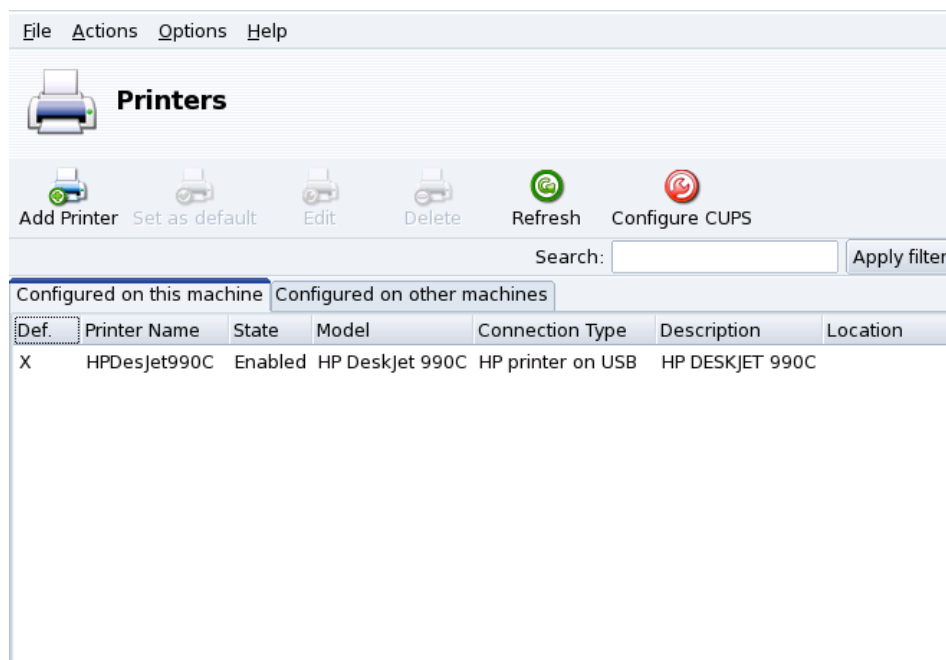 File Actions Options Help
Printers
Add Printer Set as default Edit Delete Refresh Configure CUPS
Search: Apply filter
Configured on this machine Configured on other machines
Def. Printer Name State Model Connection Type Description Location
X HPDesJet990C Enabled HP DeskJet 990C HP printer on USB HP DESKJET 990C